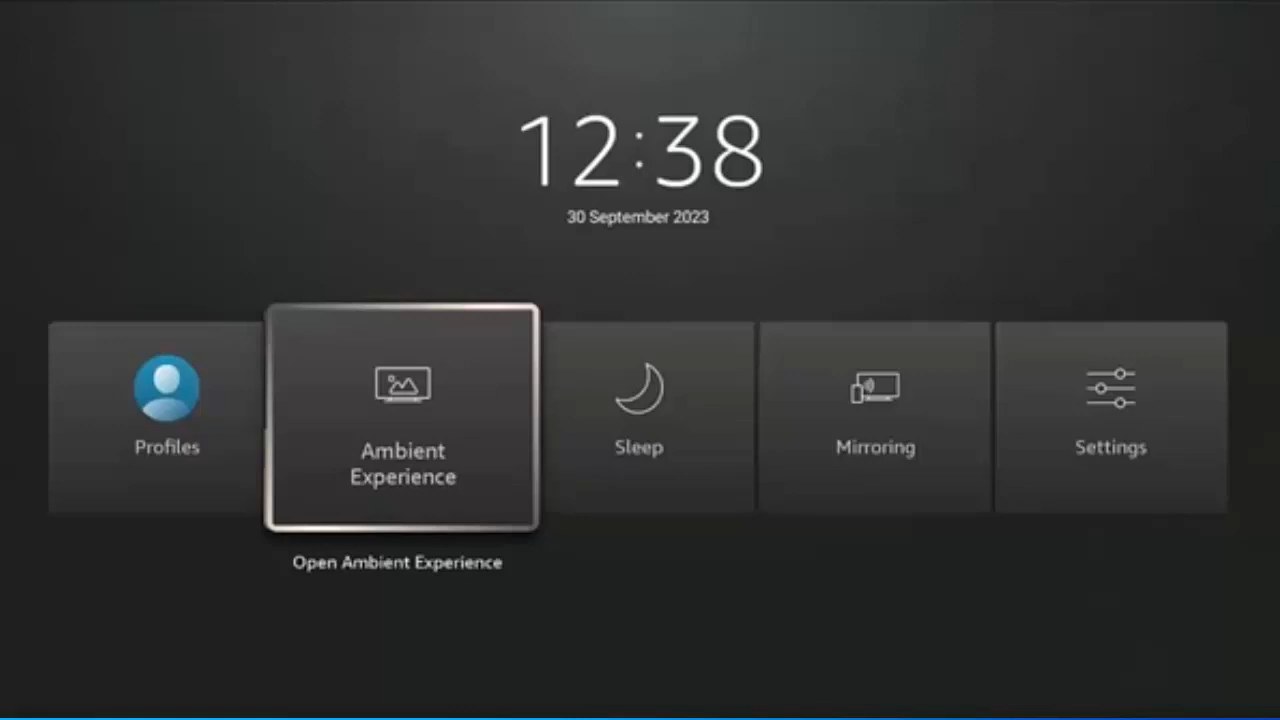 12:38
30 September 2023
Profiles
Ambient
Experience
Sleep
Mirroring
Settings
Open Ambient Experience